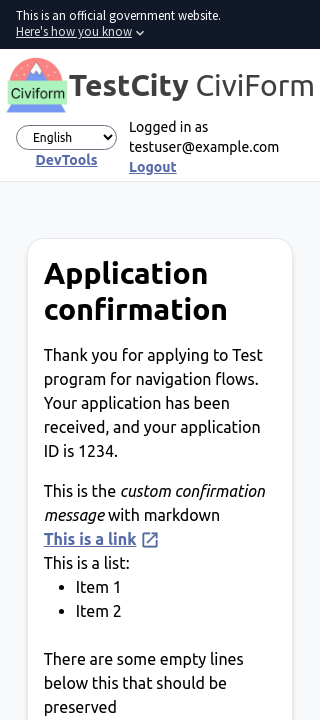 This is an official government website.
Here's how you know
Civiform
TestCity CiviForm
English
DevTools
Logged in as
testuser@example.com
Logout
Application
confirmation
Thank you for applying to Test
program for navigation flows.
Your application has been
received, and your application
ID is 1234.
This is the custom confirmation
message with markdown
This is a link
This is a list:
• Item 1
• Item 2
There are some empty lines
below this that should be
preserved